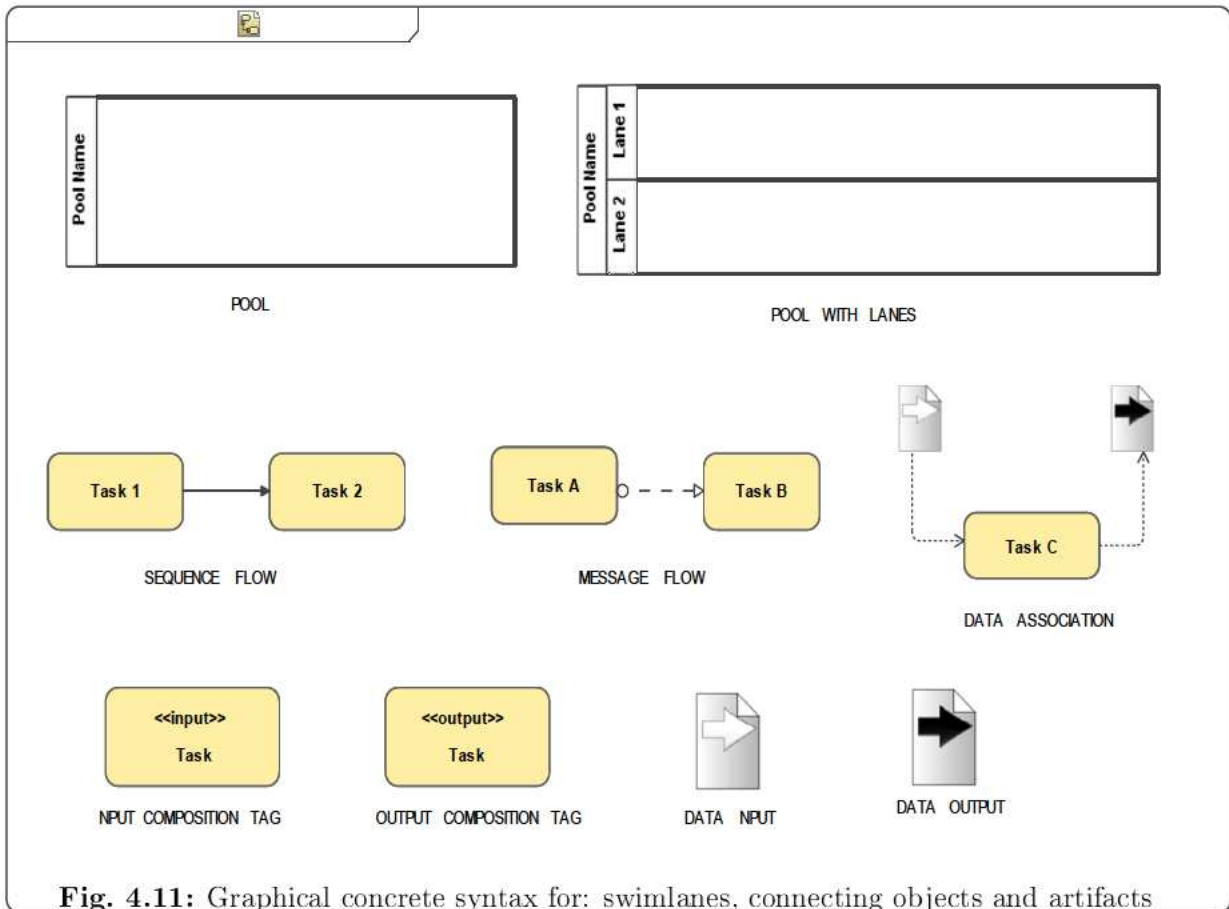 Pool Name
POOL
Pool Name
Lane 1
Lane 2
POOL WITH LANES
Task 1
Task 2
SEQUENCE FLOW
Task A
Task B
MESSAGE FLOW
Task C
DATA ASSOCIATION
<<input>>
Task
NPUT COMPOSITION TAG
<<output>>
Task
OUTPUT COMPOSITION TAG
DATA NPUT
DATA OUTPUT
Fig. 4.11: Graphical concrete syntax for: swimlanes, connecting objects and artifacts